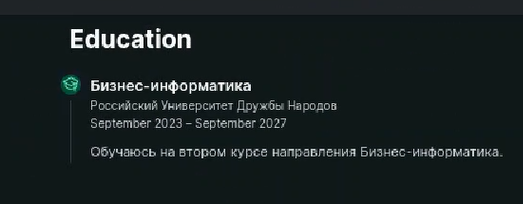 Education
Бизнес-информатика
Российский Университет Дружбы Народов
September 2023 – September 2027
Обучаюсь на втором курсе направления Бизнес-информатика.